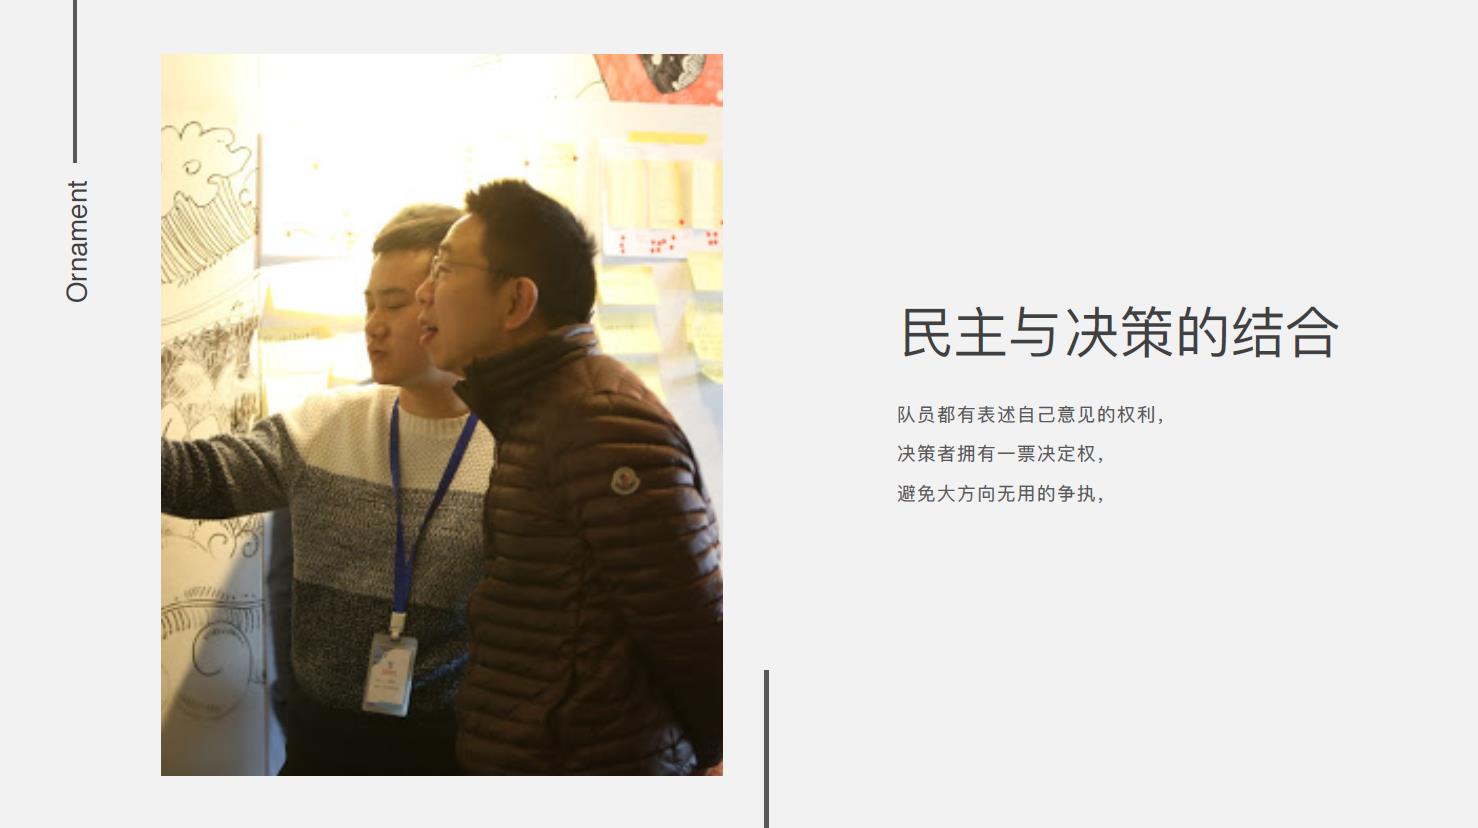 Ornament
民主与决策的结合
队员都有表述自己意见的权利，
决策者拥有一票决定权，
避免大方向无用的争执，